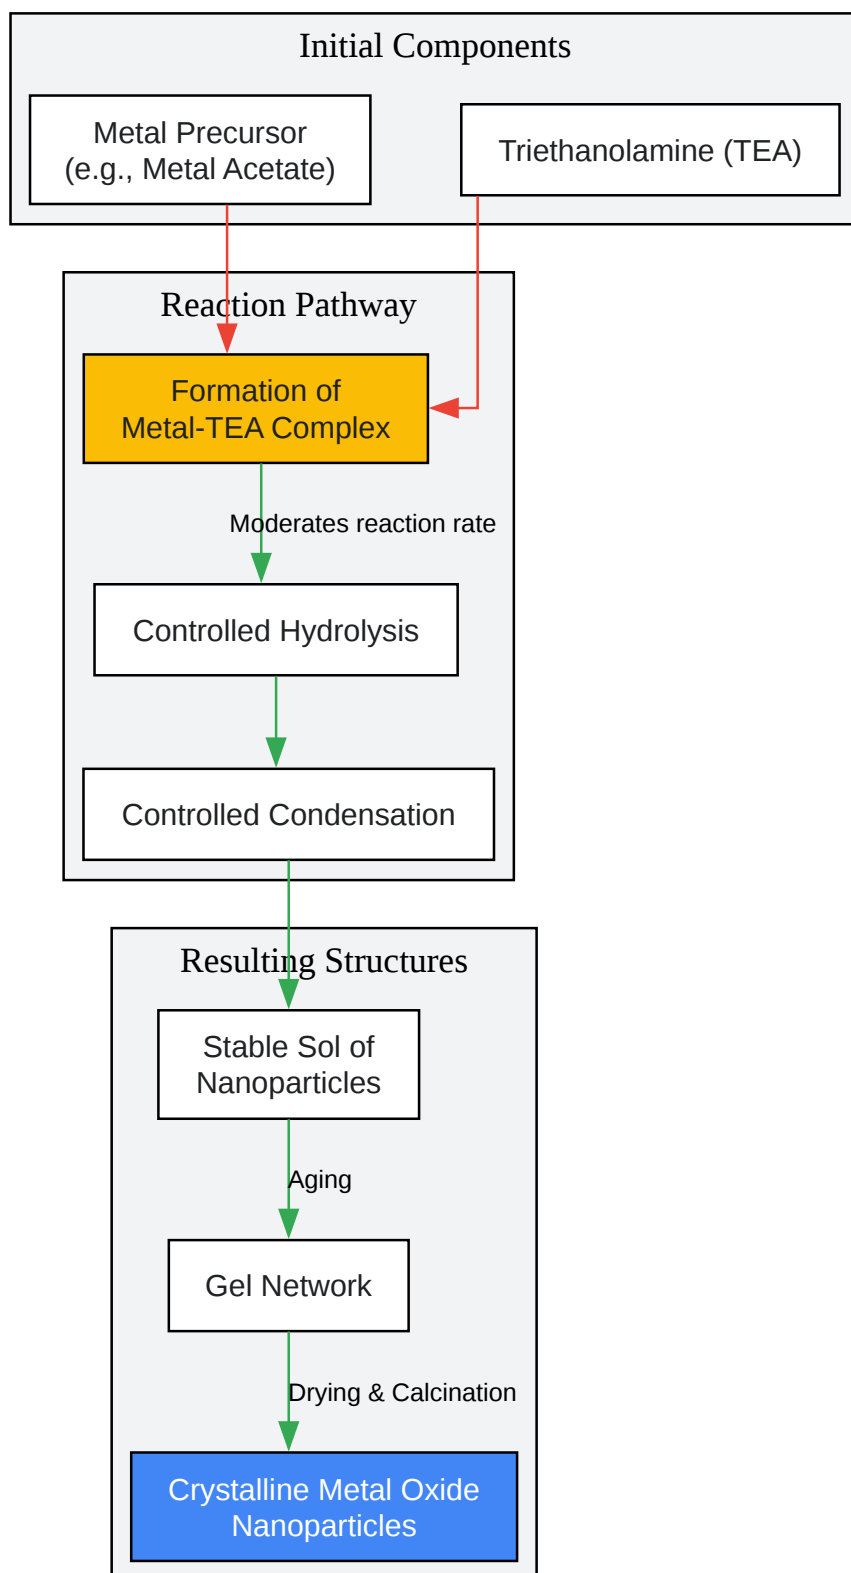 Initial Components
Metal Precursor
(e.g., Metal Acetate)
Triethanolamine (TEA)
Reaction Pathway
Formation of
Metal-TEA Complex
Moderates reaction rate
Controlled Hydrolysis
Controlled Condensation
Resulting Structures
Stable Sol of
Nanoparticles
Aging
Gel Network
Drying & Calcination
Crystalline Metal Oxide
Nanoparticles